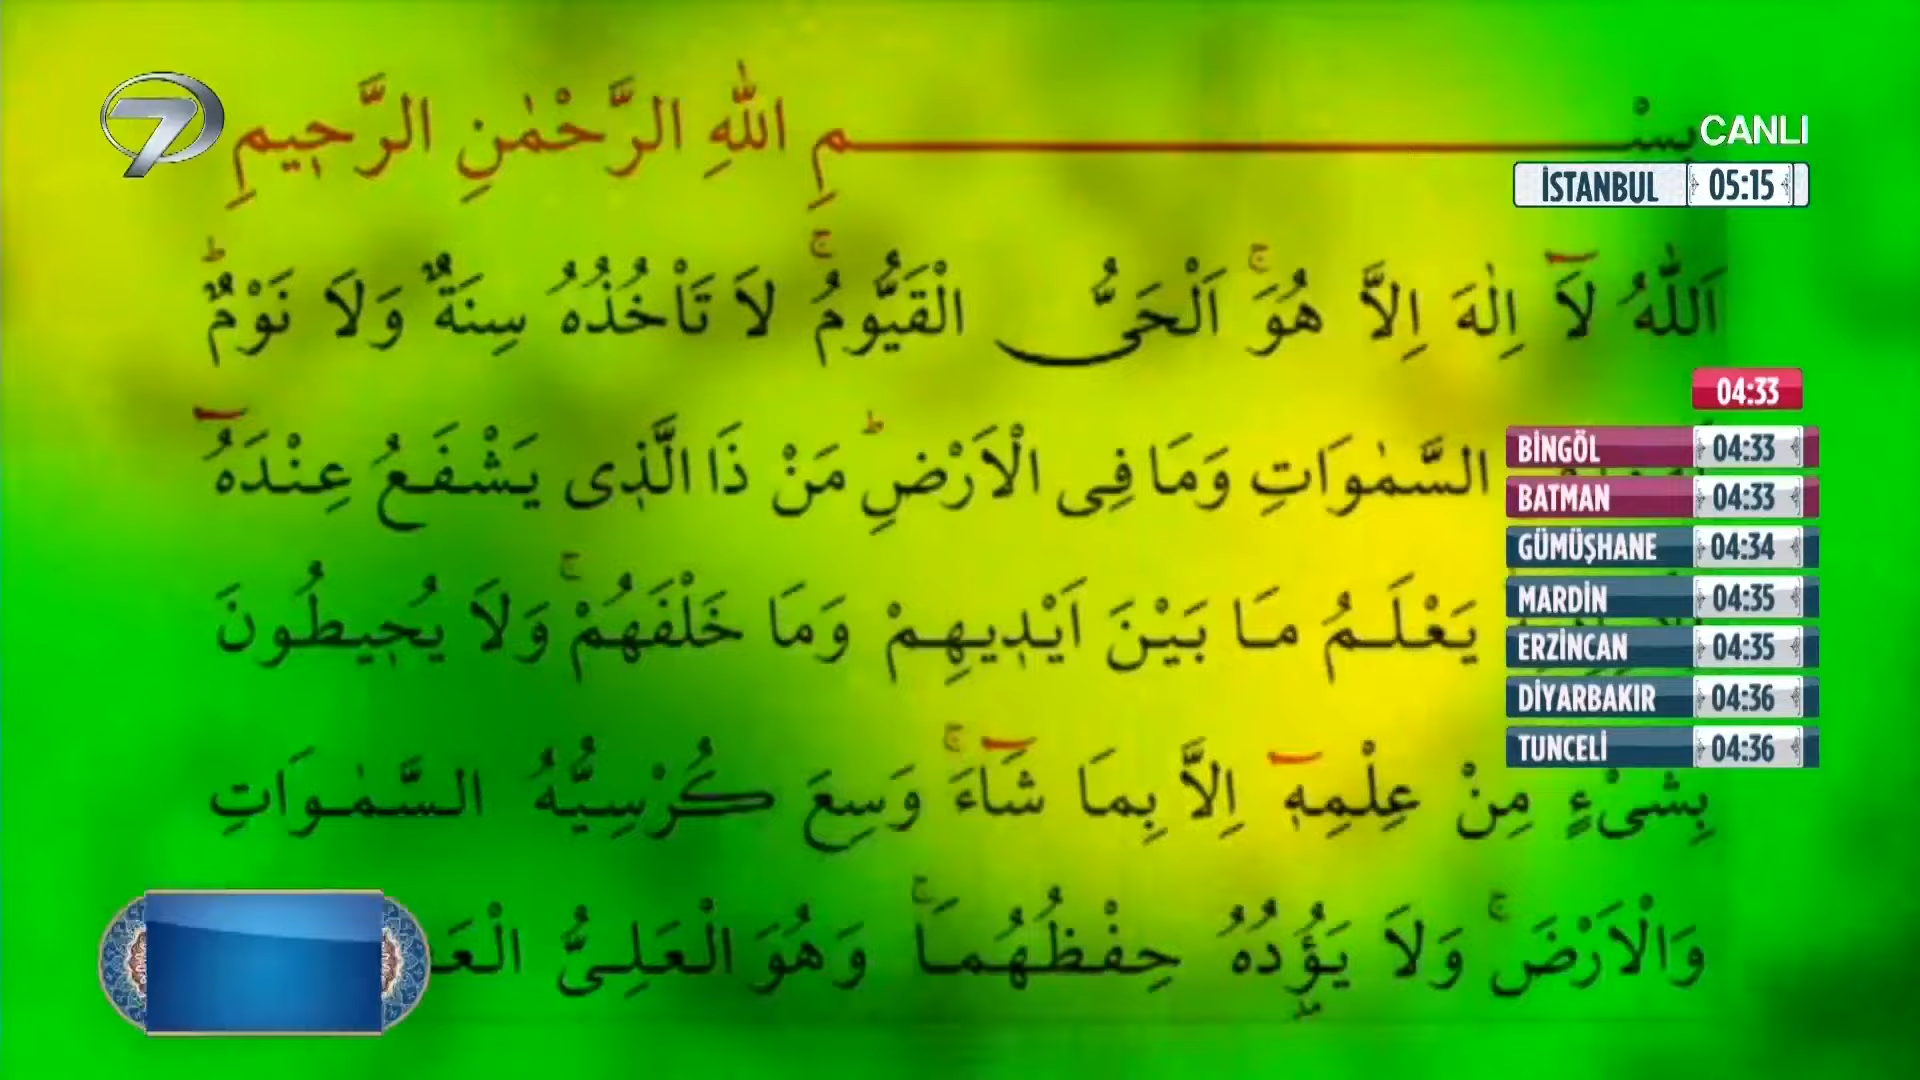 7
CANLI
İSTANBUL 05:15
بِسْمِ اللّٰهِ الرَّحْمٰنِ الرَّحٖيمِ
اَللّٰهُ لَٓا اِلٰهَ اِلَّا هُوَۚ اَلْحَىُّ الْقَيُّومُۚ لَا تَاْخُذُهُ سِنَةٌ وَلَا نَوْمٌؕ
السَّمٰوَاتِ وَمَا فِى الْاَرْضِؕ مَنْ ذَا الَّذٖى يَشْفَعُ عِنْدَهُٓ
يَعْلَمُ مَا بَيْنَ اَيْدٖيهِمْ وَمَا خَلْفَهُمْۚ وَلَا يُحٖيطُونَ
بِشَىْءٍ مِنْ عِلْمِهٖٓ اِلَّا بِمَا شَٓاءَۚ وَسِعَ كُرْسِيُّهُ السَّمٰوَاتِ
وَالْاَرْضَۚ وَلَا يَؤُدُهُ حِفْظُهُمَاۚ وَهُوَ الْعَلِىُّ
04:33
BİNGÖL 04:33
BATMAN 04:33
GÜMÜŞHANE 04:34
MARDİN 04:35
ERZİNCAN 04:35
DİYARBAKIR 04:36
TUNCELİ 04:36